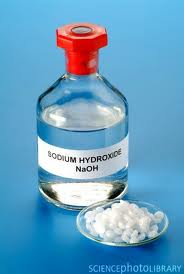 SODIUM HYDROXIDE
NaOH
SCIENCEphotoLIBRARY